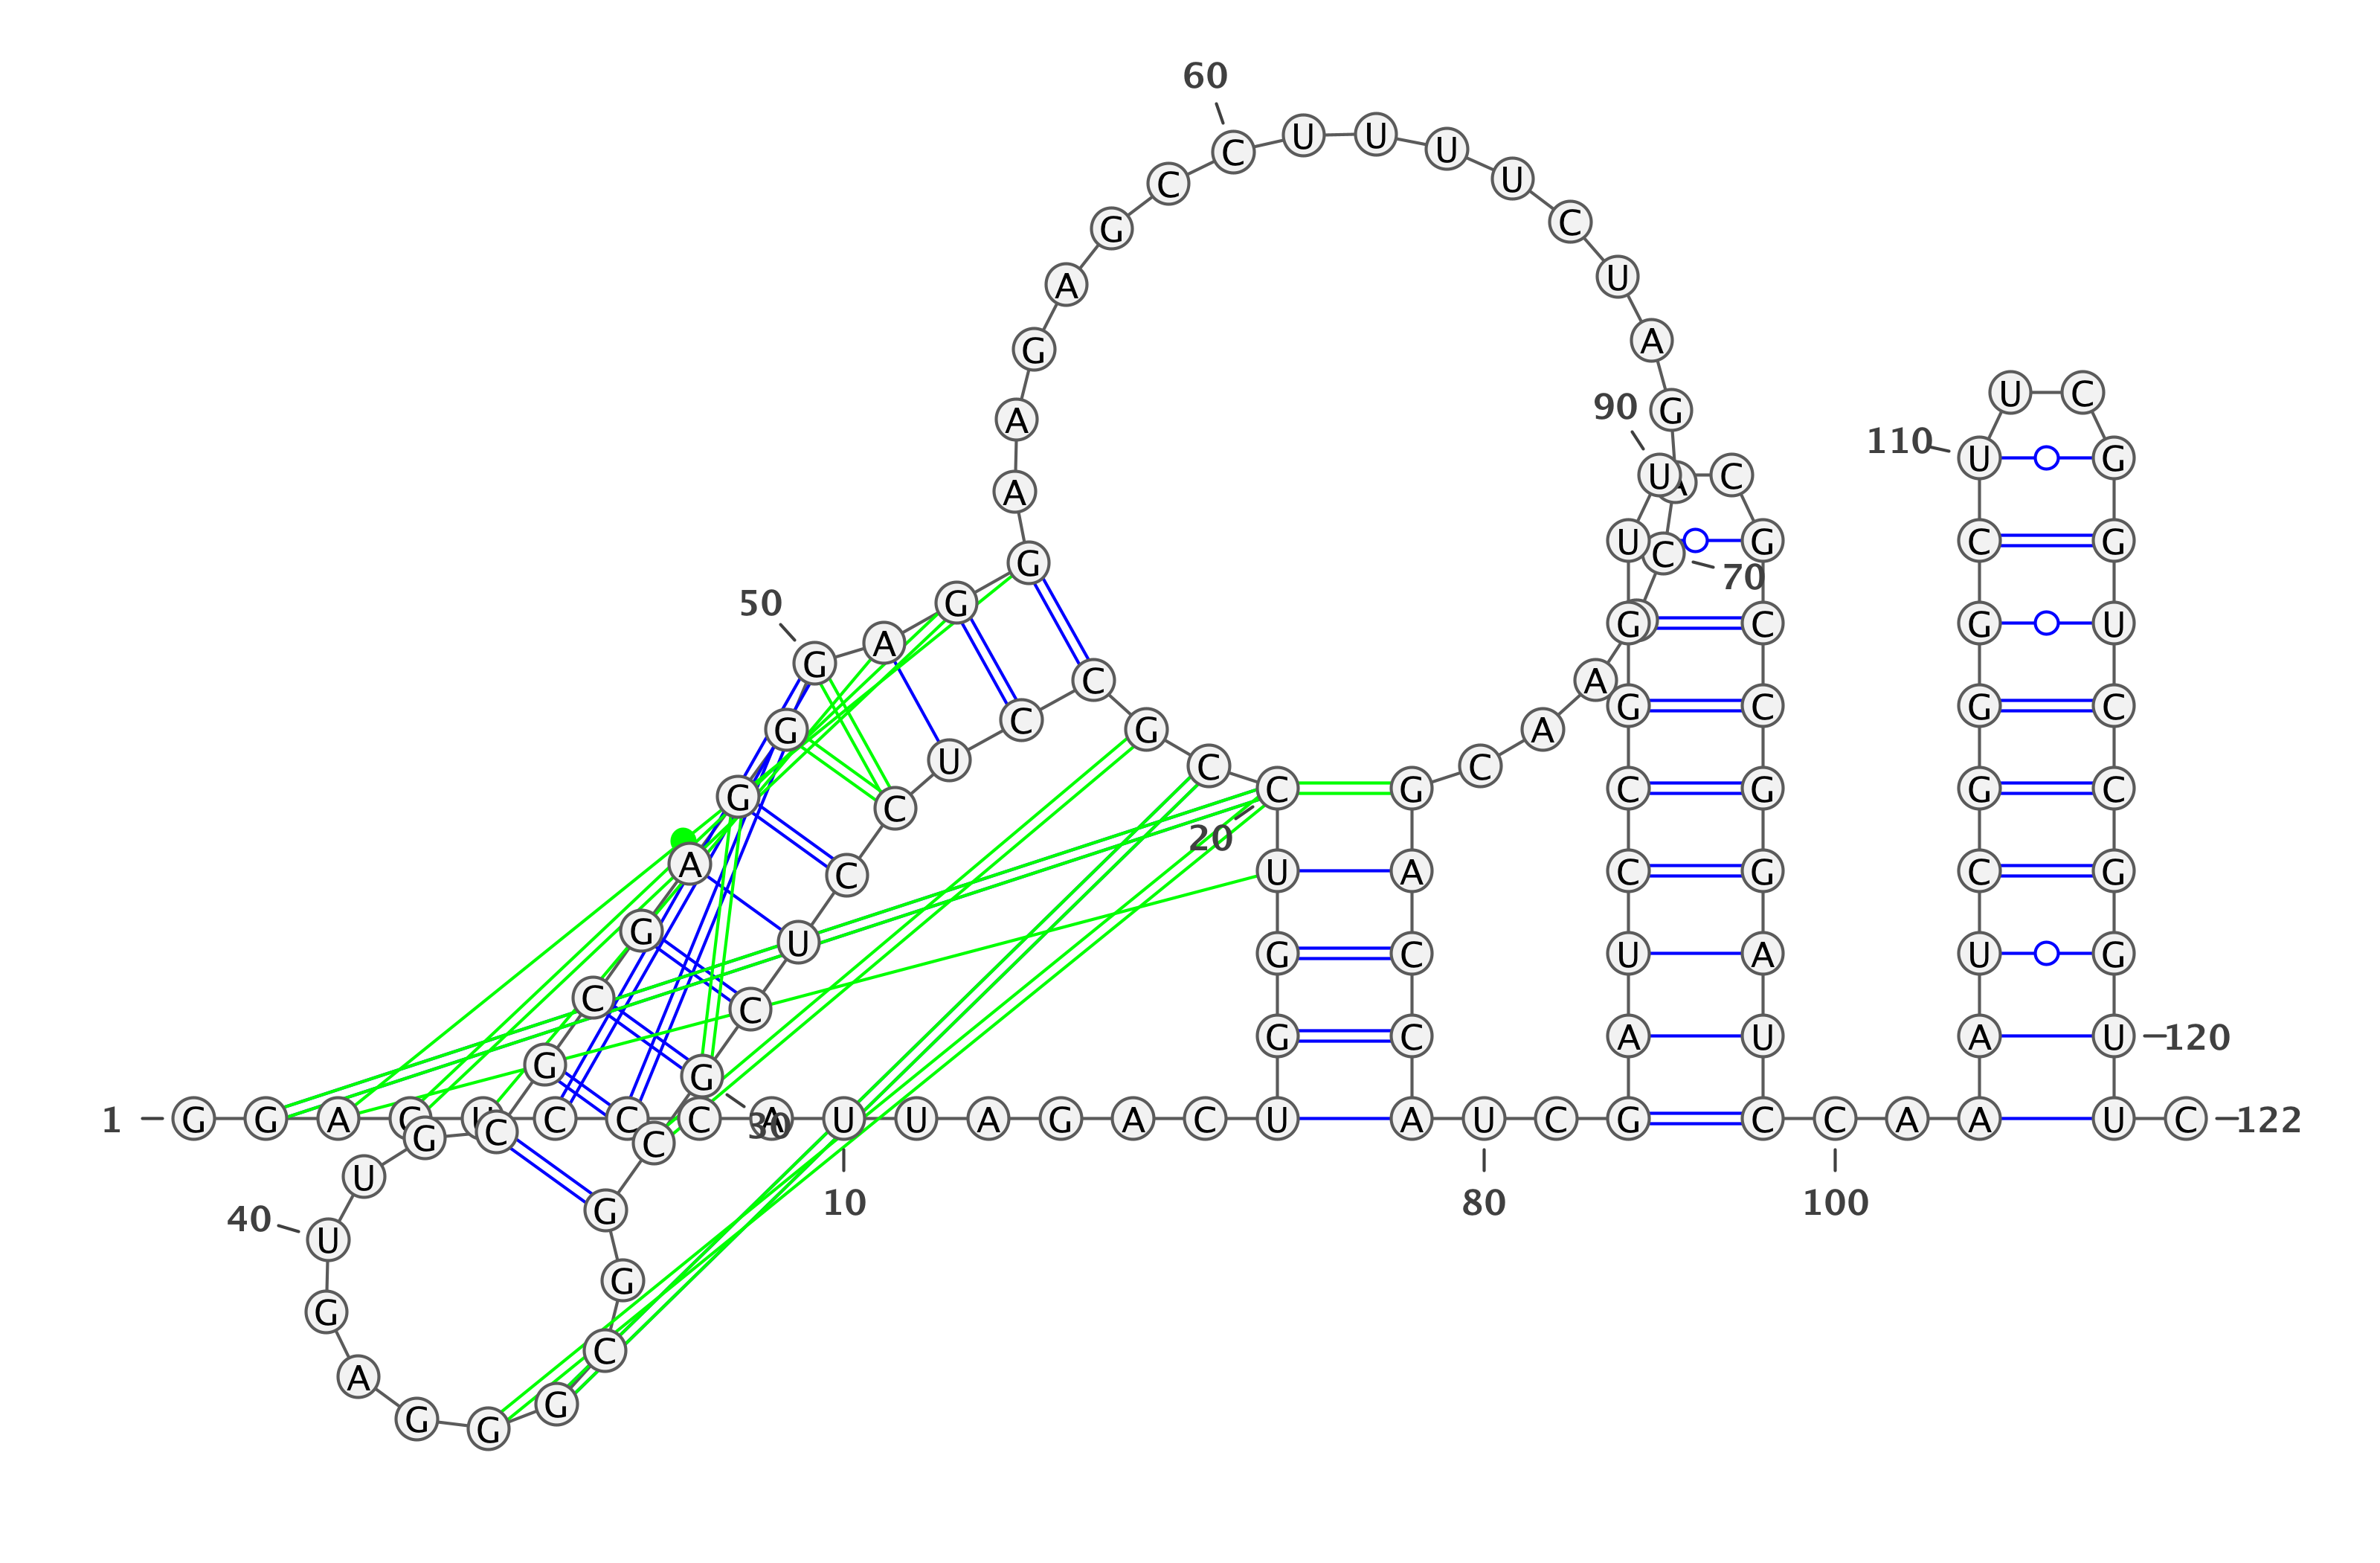 60
C U U U
C U
G C
A U
G A
U C
A 90 G
110 U G
A U A C
G U C G C G
70
50 G G C G U
G A C A
G C G A G C G C
G C U C C G C C G G C
A C 20 U A C G C G
G U G C U A U G
C C G C A U A U 120
G G
1 G G A C U C C C A U U A G A C U A U C G C C A A U C 122
30
G C C
U
10 80 100
40 U G
G
G C
A G
G G